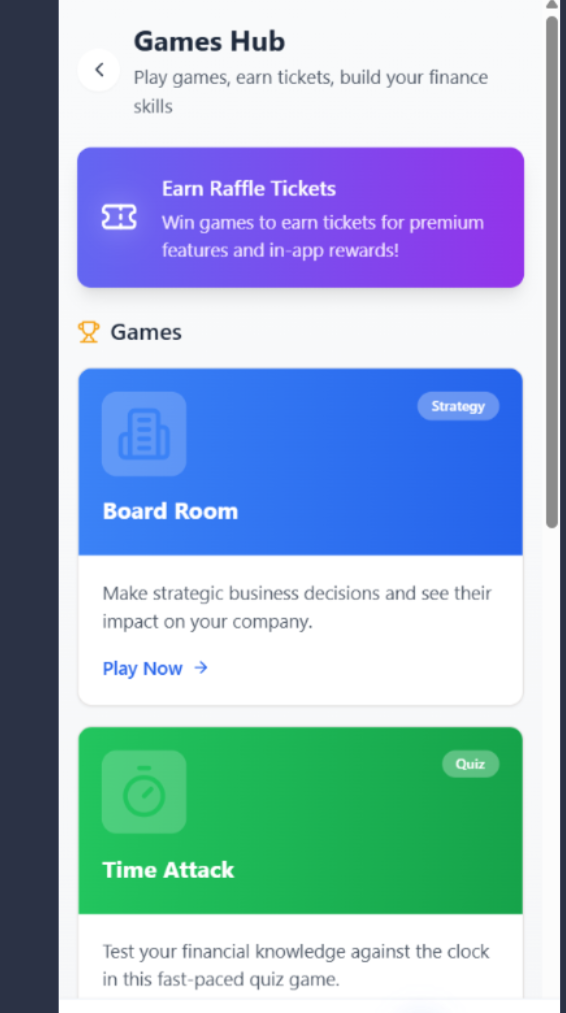 Games Hub
Play games, earn tickets, build your finance
skills
Earn Raffle Tickets
Win games to earn tickets for premium
features and in-app rewards!
Games
Strategy
Board Room
Make strategic business decisions and see their
impact on your company.
Play Now →
Quiz
Time Attack
Test your financial knowledge against the clock
in this fast-paced quiz game.